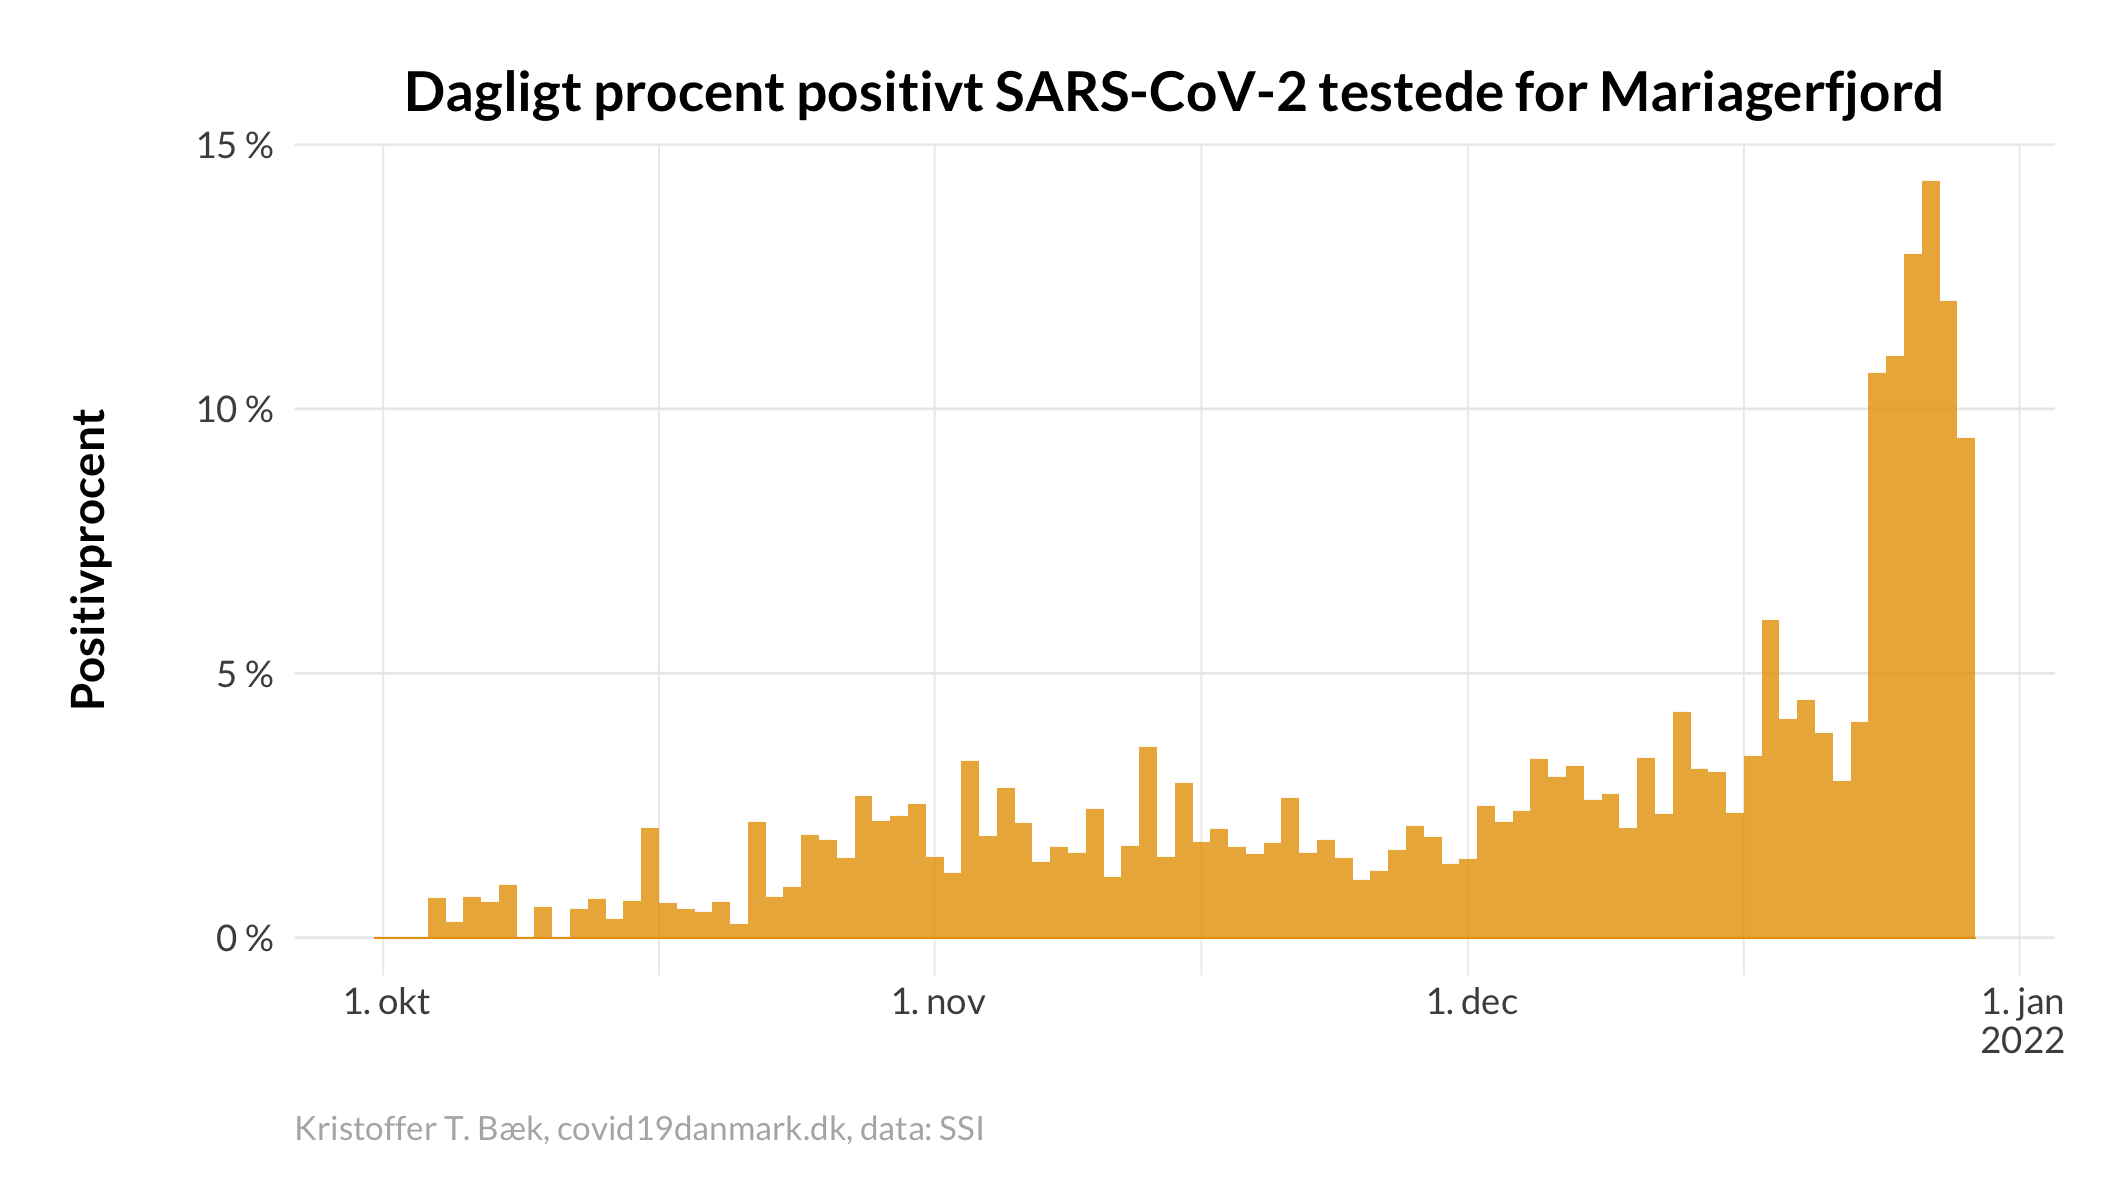 Dagligt procent positivt SARS-CoV-2 testede for Mariagerfjord
Positivprocent
15 %
10 %
5 %
0 %
1. okt
1. nov
1. dec
1. jan
2022
Kristoffer T. Bæk, covid19danmark.dk, data: SSI